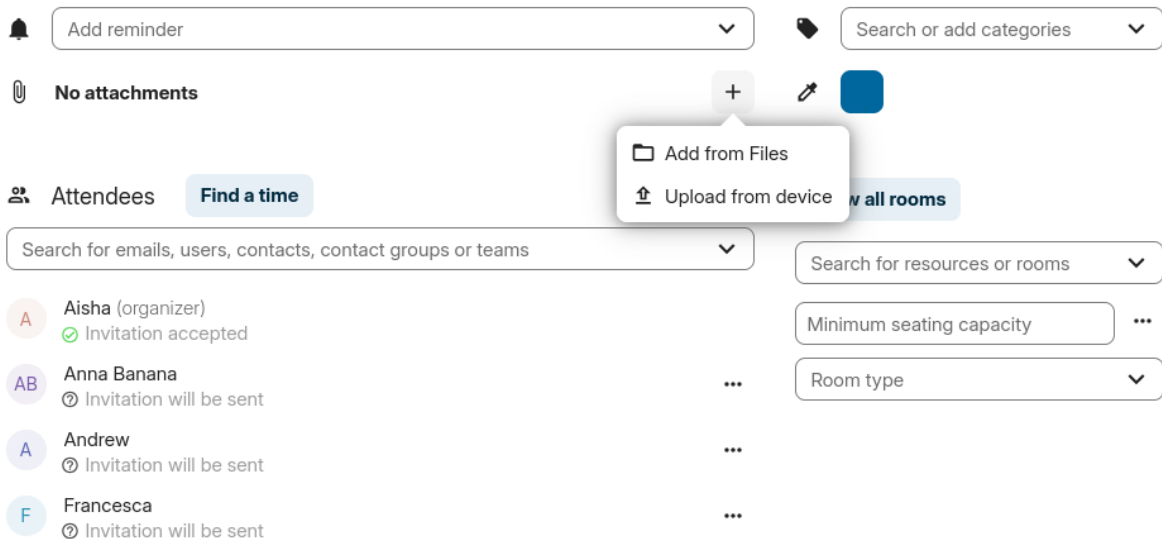 Add reminder
Search or add categories
No attachments
Add from Files
Upload from device
Attendees
Find a time
all rooms
Search for emails, users, contacts, contact groups or teams
Search for resources or rooms
A
Aisha (organizer)
Invitation accepted
Minimum seating capacity
AB
Anna Banana
Invitation will be sent
Room type
A
Andrew
Invitation will be sent
F
Francesca
Invitation will be sent